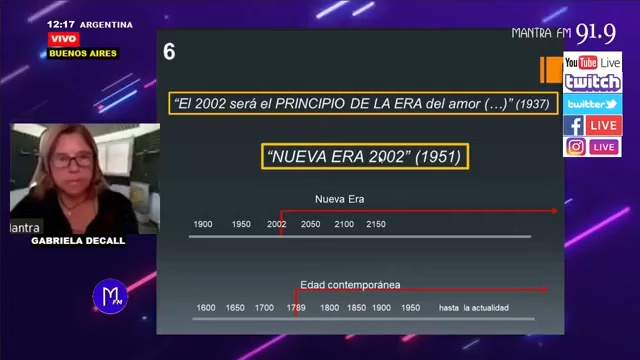 12:17 ARGENTINA
VIVO
BUENOS AIRES
MANTRA FM 91.9
6
YouTube Live
twitch
twitter
LIVE
LIVE
"El 2002 será el PRINCIPIO DE LA ERA del amor (...)" (1937)
"NUEVA ERA 2002" (1951)
Nueva Era
1900 1950 2002 2050 2100 2150
lantra
GABRIELA DECALL
M FM
Edad contemporánea
1600 1650 1700 1789 1800 1850 1900 1950 hasta la actualidad